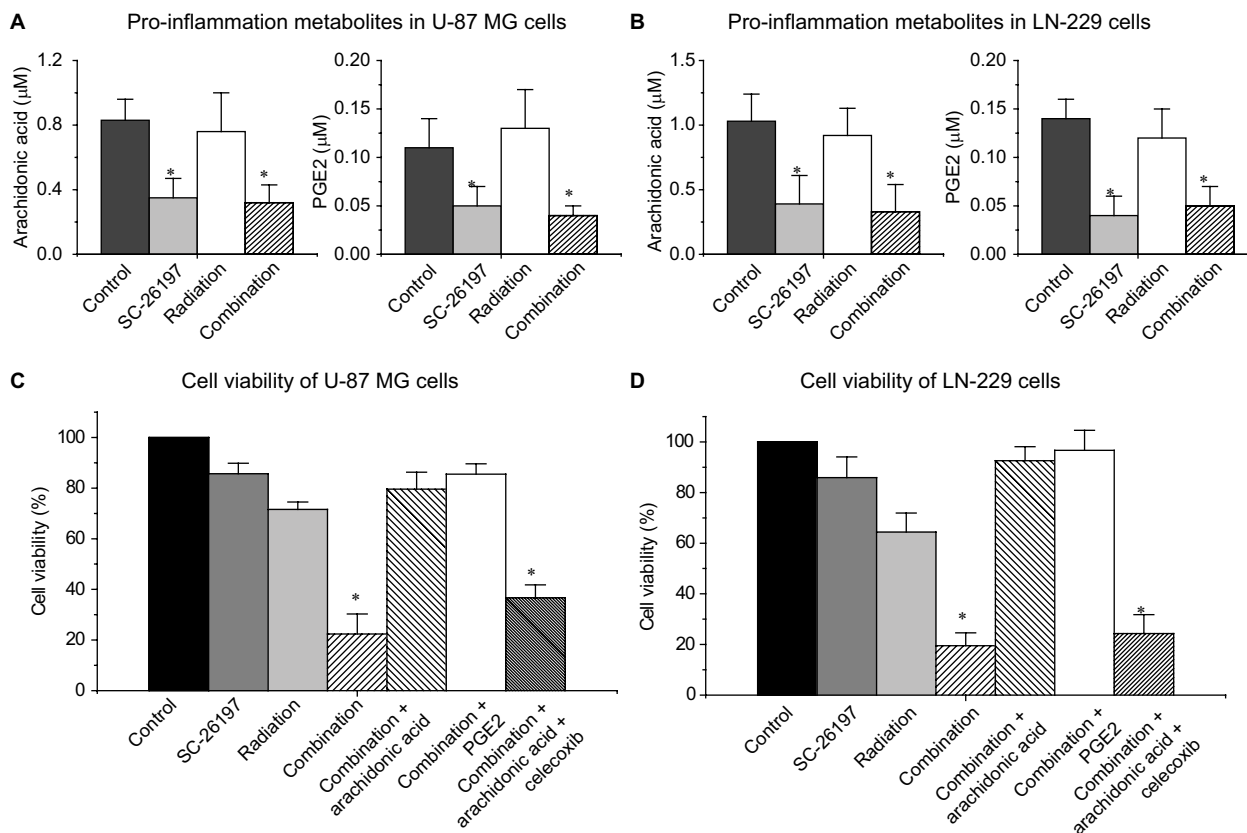 A
Pro-inflammation metabolites in U-87 MG cells
Arachidonic acid (μM)
1.2
0.8
0.4
0.0
*
*
Control
SC-26197
Radiation
Combination
PGE2 (μM)
0.20
0.15
0.10
0.05
0.00
*
*
Control
SC-26197
Radiation
Combination
B
Pro-inflammation metabolites in LN-229 cells
Arachidonic acid (μM)
1.5
1.0
0.5
0.0
*
*
Control
SC-26197
Radiation
Combination
PGE2 (μM)
0.20
0.15
0.10
0.05
0.00
*
*
Control
SC-26197
Radiation
Combination
C
Cell viability of U-87 MG cells
Cell viability (%)
100
80
60
40
20
0
*
*
Control
SC-26197
Radiation
Combination
Combination +
arachidonic acid
Combination +
PGE2
Combination +
arachidonic acid +
celecoxib
D
Cell viability of LN-229 cells
Cell viability (%)
100
80
60
40
20
0
*
*
Control
SC-26197
Radiation
Combination
Combination +
arachidonic acid
Combination +
PGE2
Combination +
arachidonic acid +
celecoxib